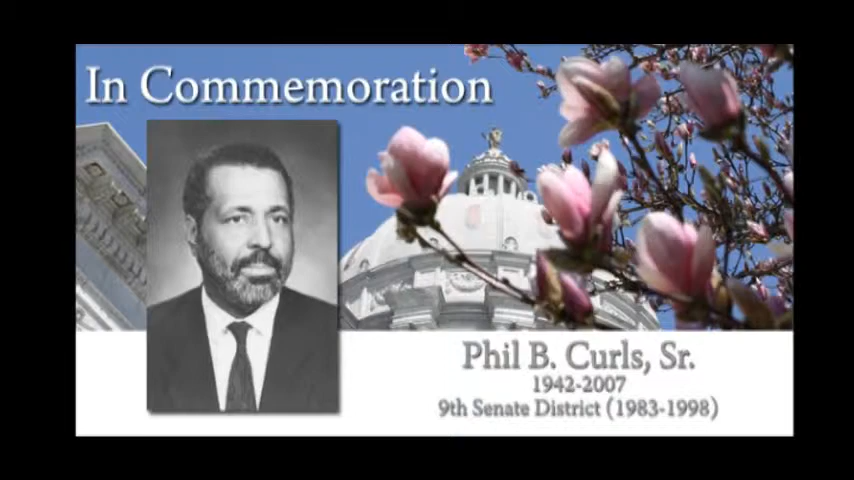 In Commemoration
Phil B. Curls, Sr.
1942-2007
9th Senate District (1983-1998)